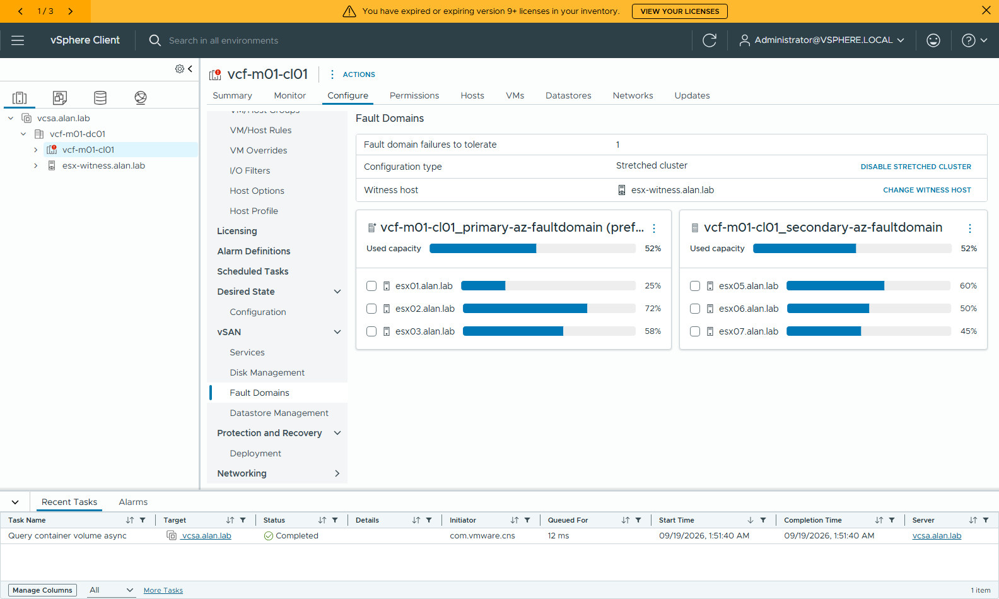 1 / 3
You have expired or expiring version 9+ licenses in your inventory.
VIEW YOUR LICENSES
vSphere Client
Search in all environments
Administrator@VSPHERE.LOCAL
vcf-m01-cl01
ACTIONS
Summary Monitor Configure Permissions Hosts VMs Datastores Networks Updates
vcsa.alan.lab
vcf-m01-dc01
vcf-m01-cl01
esx-witness.alan.lab
VM/Host Groups
VM/Host Rules
VM Overrides
I/O Filters
Host Options
Host Profile
Licensing
Alarm Definitions
Scheduled Tasks
Desired State
Configuration
vSAN
Services
Disk Management
Fault Domains
Datastore Management
Protection and Recovery
Deployment
Networking
Fault Domains
Fault domain failures to tolerate 1
Configuration type Stretched cluster DISABLE STRETCHED CLUSTER
Witness host esx-witness.alan.lab CHANGE WITNESS HOST
vcf-m01-cl01_primary-az-faultdomain (pref...
Used capacity 52%
esx01.alan.lab 25%
esx02.alan.lab 72%
esx03.alan.lab 58%
vcf-m01-cl01_secondary-az-faultdomain
Used capacity 52%
esx05.alan.lab 60%
esx06.alan.lab 50%
esx07.alan.lab 45%
Recent Tasks Alarms
Task Name Target Status Details Initiator Queued For Start Time Completion Time Server
Query container volume async vcsa.alan.lab Completed com.vmware.cns 12 ms 09/19/2026, 1:51:40 AM 09/19/2026, 1:51:40 AM vcsa.alan.lab
Manage Columns All More Tasks 1 item